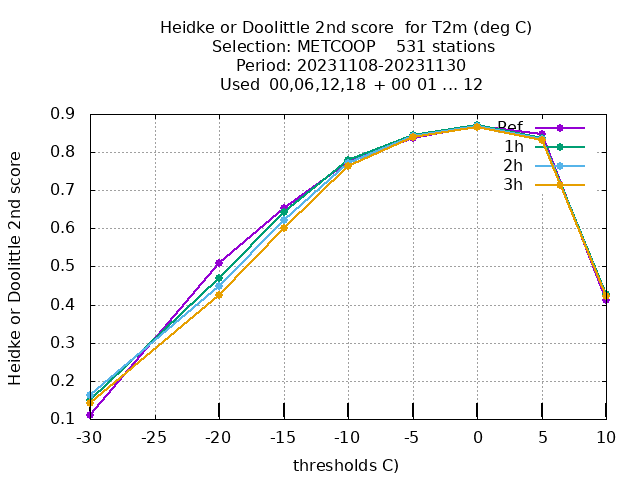 Heidke or Doolittle 2nd score  for T2m (deg C)
Selection: METCOOP    531 stations
Period: 20231108-20231130
Used  00,06,12,18  + 00 01 ... 12
Heidke or Doolittle 2nd score
0.9
0.8
0.7
0.6
0.5
0.4
0.3
0.2
0.1
Ref
1h
2h
3h
-30 -25 -20 -15 -10 -5 0 5 10
thresholds C)